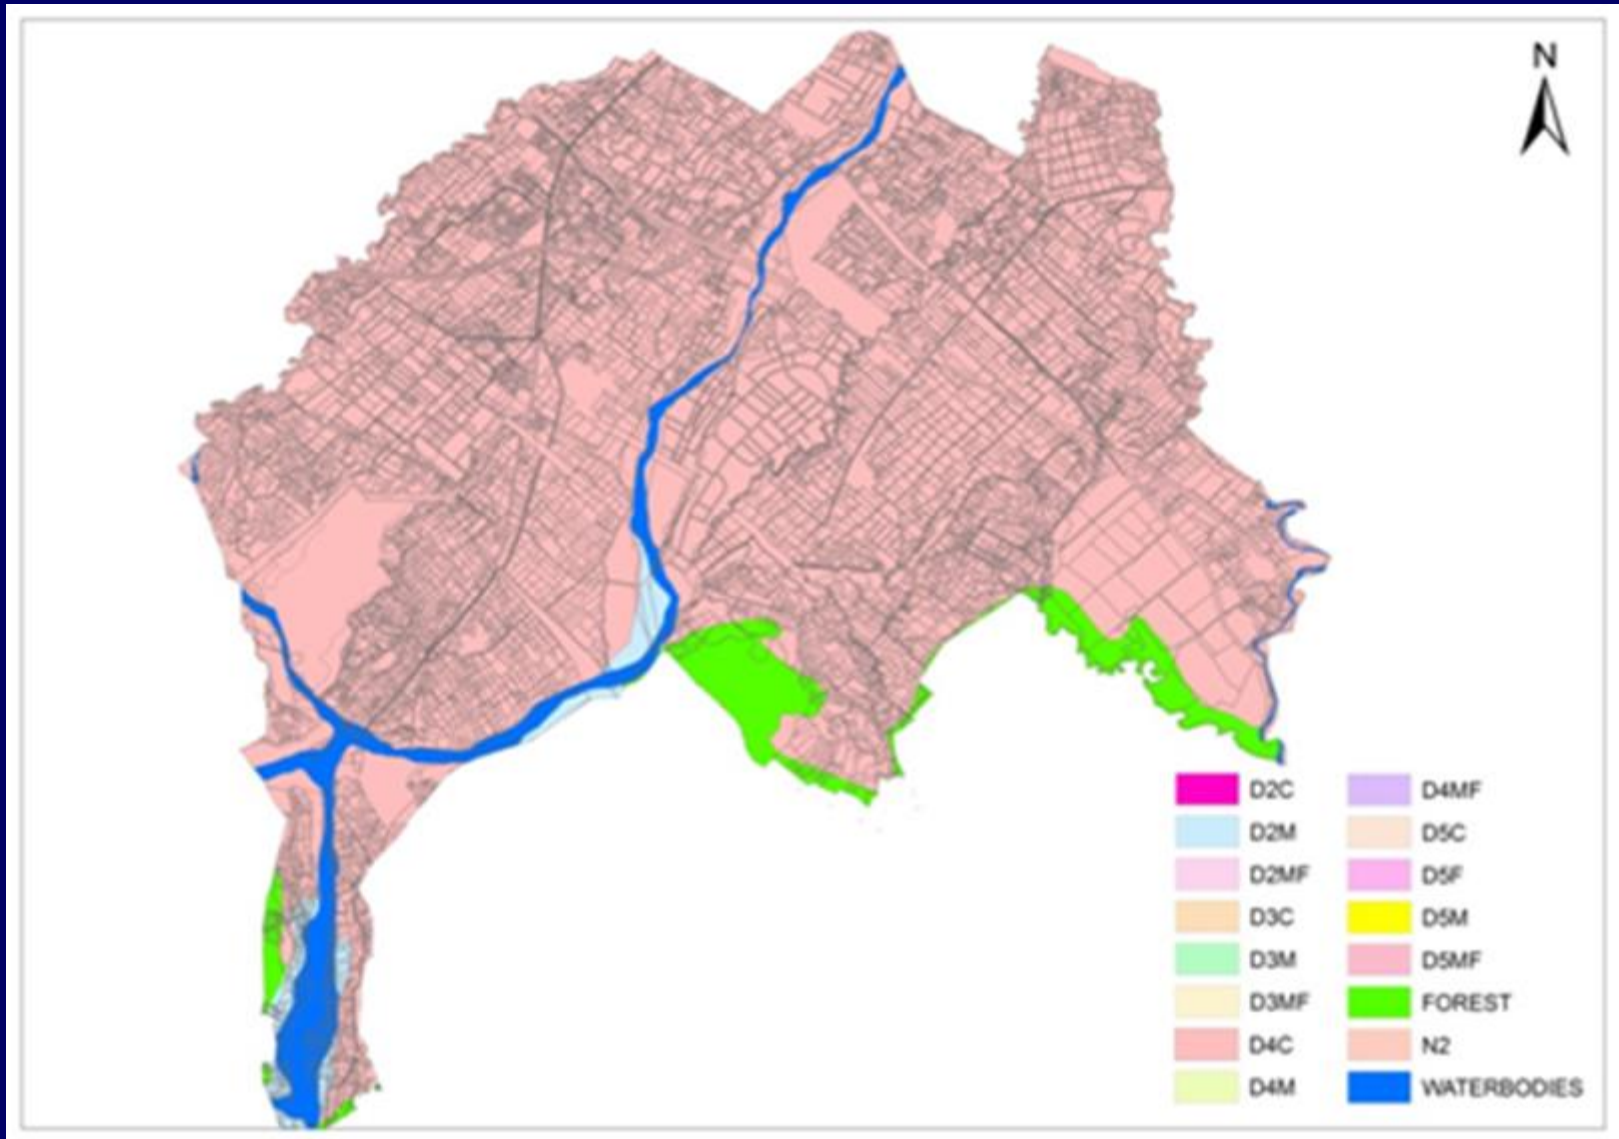 N
D2C
D2M
D2MF
D3C
D3M
D3MF
D4C
D4M
D4MF
D5C
D5F
D5M
D5MF
FOREST
N2
WATERBODIES